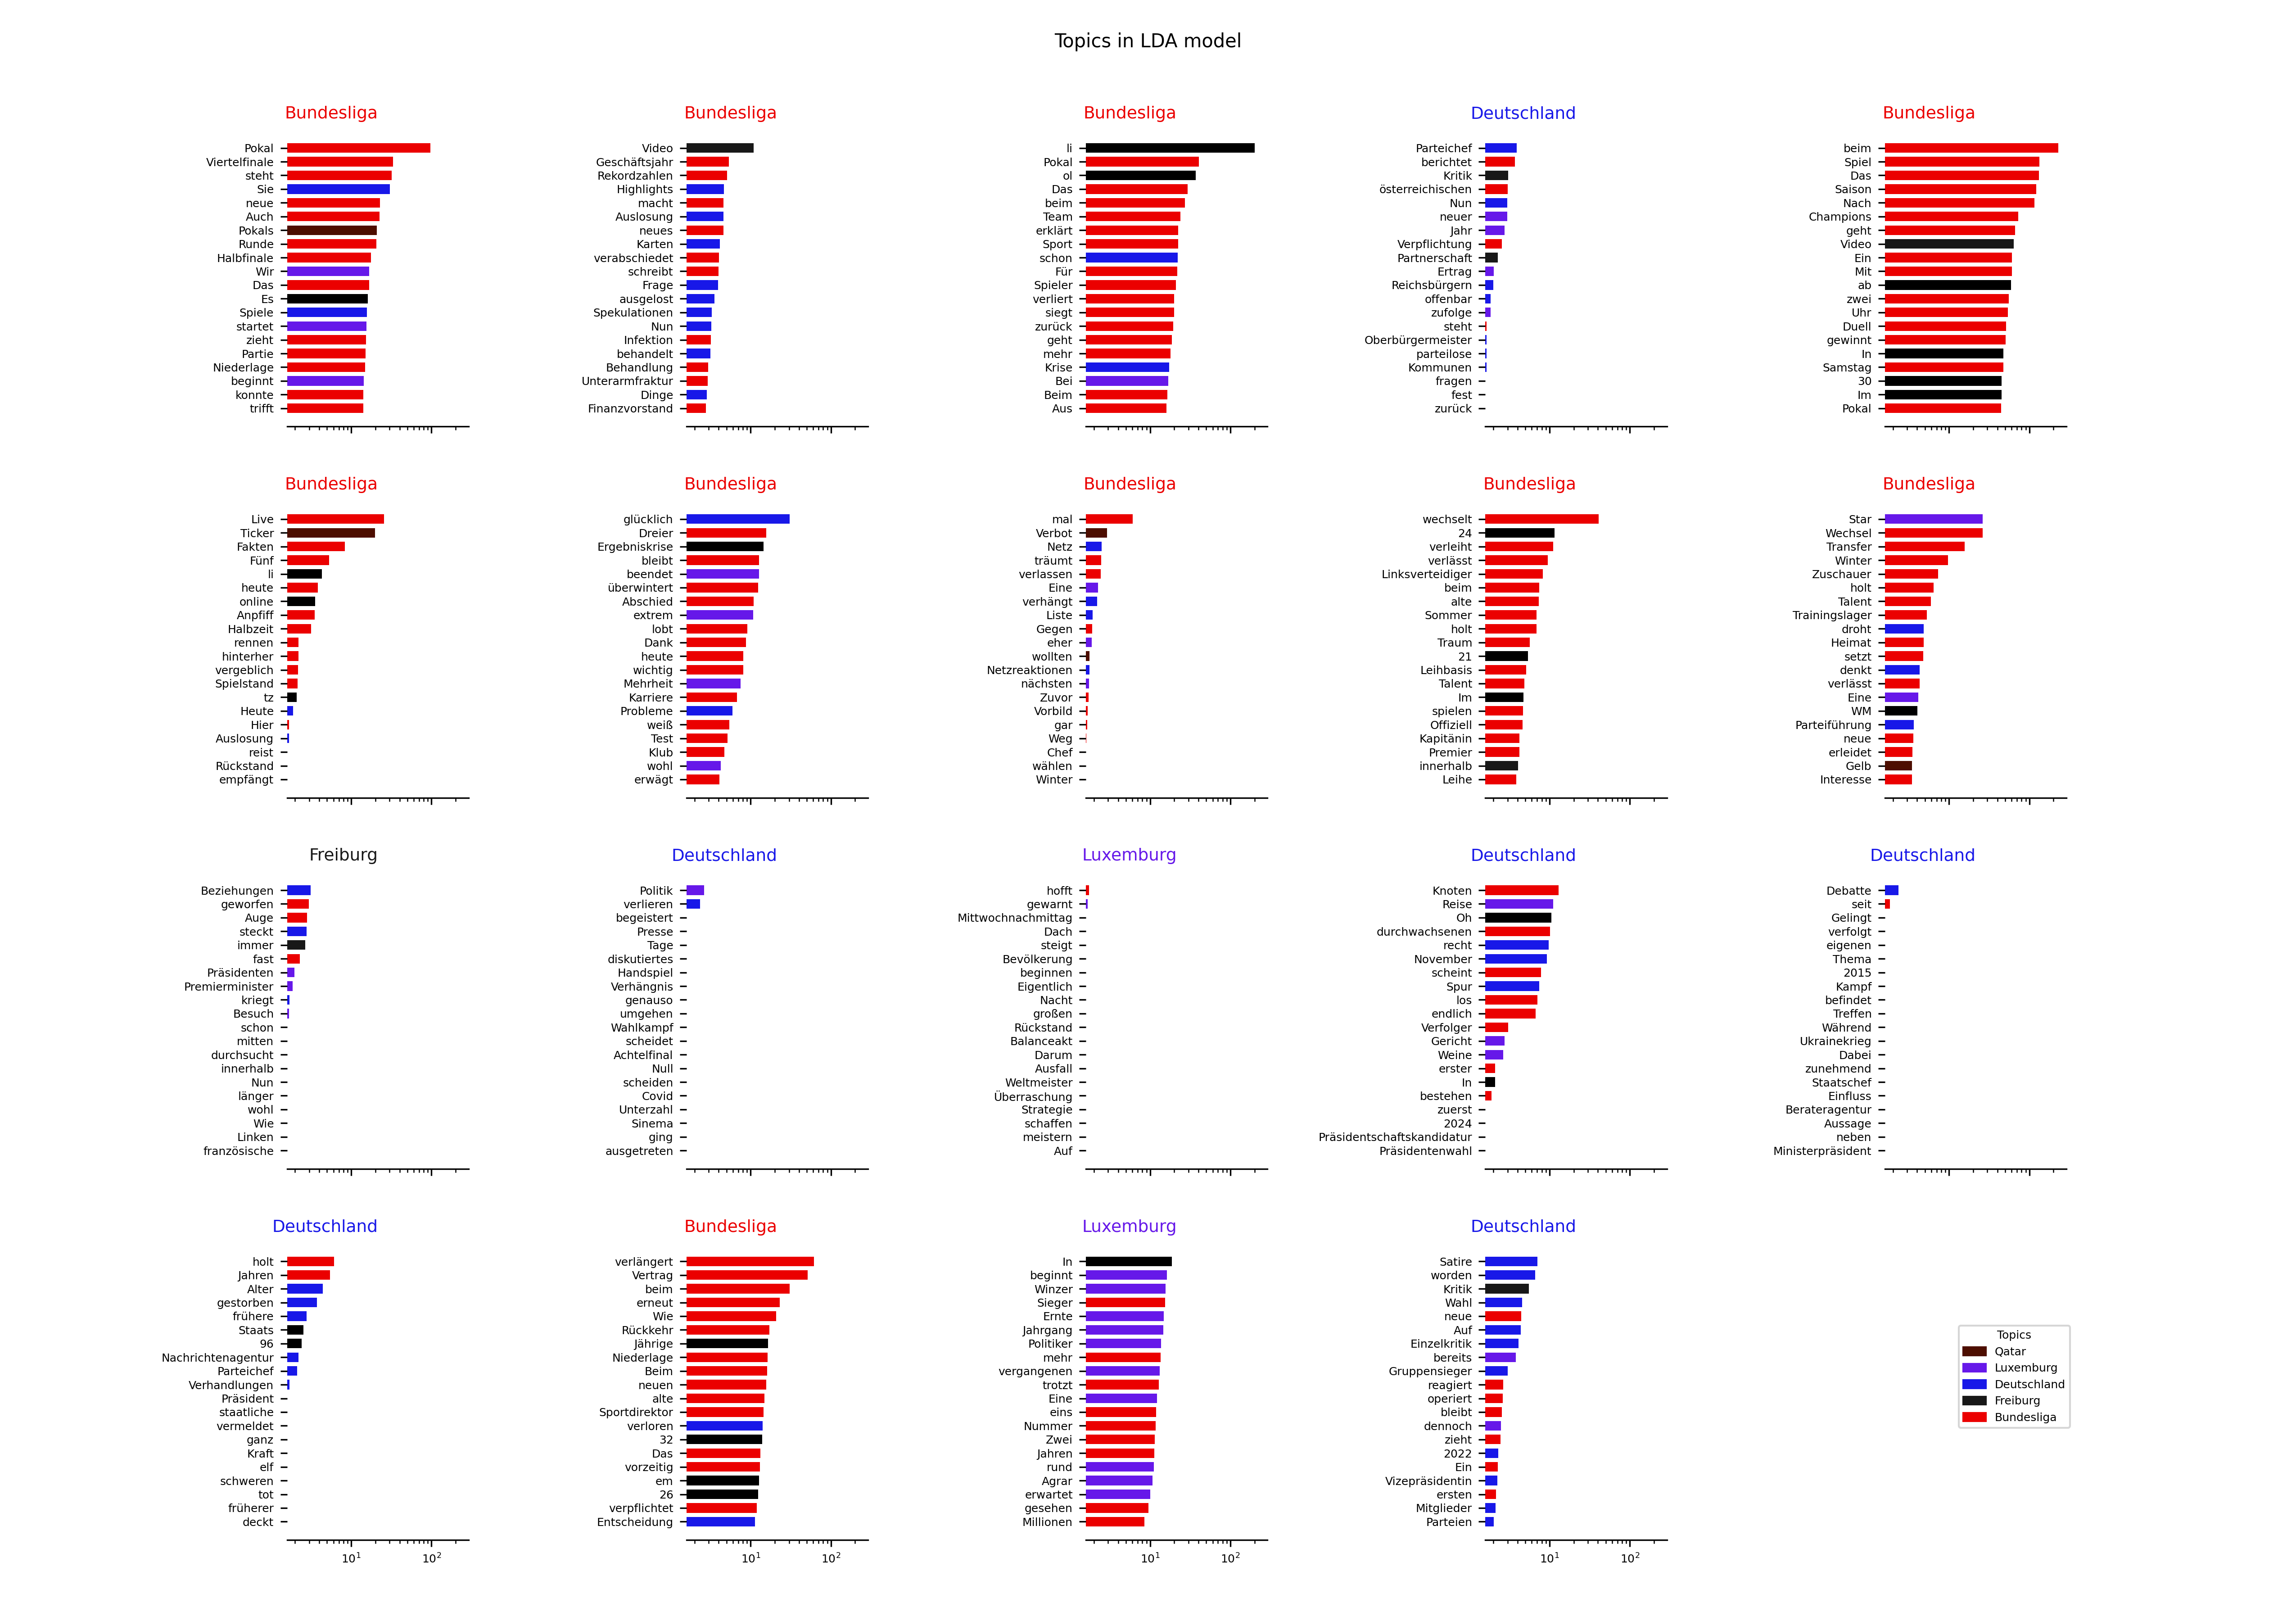 Topics in LDA model
Bundesliga
Pokal
Viertelfinale
steht
Sie
neue
Auch
Pokals
Runde
Halbfinale
Wir
Das
Es
Spiele
startet
zieht
Partie
Niederlage
beginnt
konnte
trifft
Bundesliga
Video
Geschäftsjahr
Rekordzahlen
Highlights
macht
Auslosung
neues
Karten
verabschiedet
schreibt
Frage
ausgelost
Spekulationen
Nun
Infektion
behandelt
Behandlung
Unterarmfraktur
Dinge
Finanzvorstand
Bundesliga
li
Pokal
ol
Das
beim
Team
erklärt
Sport
schon
Für
Spieler
verliert
siegt
zurück
geht
mehr
Krise
Bei
Beim
Aus
Deutschland
Parteichef
berichtet
Kritik
österreichischen
Nun
neuer
Jahr
Verpflichtung
Partnerschaft
Ertrag
Reichsbürgern
offenbar
zufolge
steht
Oberbürgermeister
parteilose
Kommunen
fragen
fest
zurück
Bundesliga
beim
Spiel
Das
Saison
Nach
Champions
geht
Video
Ein
Mit
ab
zwei
Uhr
Duell
gewinnt
In
Samstag
30
Im
Pokal
Bundesliga
Live
Ticker
Fakten
Fünf
li
heute
online
Anpfiff
Halbzeit
rennen
hinterher
vergeblich
Spielstand
tz
Heute
Hier
Auslosung
reist
Rückstand
empfängt
Bundesliga
glücklich
Dreier
Ergebniskrise
bleibt
beendet
überwintert
Abschied
extrem
lobt
Dank
heute
wichtig
Mehrheit
Karriere
Probleme
weiß
Test
Klub
wohl
erwägt
Bundesliga
mal
Verbot
Netz
träumt
verlassen
Eine
verhängt
Liste
Gegen
eher
wollten
Netzreaktionen
nächsten
Zuvor
Vorbild
gar
Weg
Chef
wählen
Winter
Bundesliga
wechselt
24
verleiht
verlässt
Linksverteidiger
beim
alte
Sommer
holt
Traum
21
Leihbasis
Talent
Im
spielen
Offiziell
Kapitänin
Premier
innerhalb
Leihe
Bundesliga
Star
Wechsel
Transfer
Winter
Zuschauer
holt
Talent
Trainingslager
droht
Heimat
setzt
denkt
verlässt
Eine
WM
Parteiführung
neue
erleidet
Gelb
Interesse
Freiburg
Beziehungen
geworfen
Auge
steckt
immer
fast
Präsidenten
Premierminister
kriegt
Besuch
schon
mitten
durchsucht
innerhalb
Nun
länger
wohl
Wie
Linken
französische
Deutschland
Politik
verlieren
begeistert
Presse
Tage
diskutiertes
Handspiel
Verhängnis
genauso
umgehen
Wahlkampf
scheidet
Achtelfinal
Null
scheiden
Covid
Unterzahl
Sinema
ging
ausgetreten
Luxemburg
hofft
gewarnt
Mittwochnachmittag
Dach
steigt
Bevölkerung
beginnen
Eigentlich
Nacht
großen
Rückstand
Balanceakt
Darum
Ausfall
Weltmeister
Überraschung
Strategie
schaffen
meistern
Auf
Deutschland
Knoten
Reise
Oh
durchwachsenen
recht
November
scheint
Spur
los
endlich
Verfolger
Gericht
Weine
erster
In
bestehen
zuerst
2024
Präsidentschaftskandidatur
Präsidentenwahl
Deutschland
Debatte
seit
Gelingt
verfolgt
eigenen
Thema
2015
Kampf
befindet
Treffen
Während
Ukrainekrieg
Dabei
zunehmend
Staatschef
Einfluss
Berateragentur
Aussage
neben
Ministerpräsident
Deutschland
holt
Jahren
Alter
gestorben
frühere
Staats
96
Nachrichtenagentur
Parteichef
Verhandlungen
Präsident
staatliche
vermeldet
ganz
Kraft
elf
schweren
tot
früherer
deckt
10¹ 10²
Bundesliga
verlängert
Vertrag
beim
erneut
Wie
Rückkehr
Jährige
Niederlage
Beim
neuen
alte
Sportdirektor
verloren
32
Das
vorzeitig
em
26
verpflichtet
Entscheidung
10¹ 10²
Luxemburg
In
beginnt
Winzer
Sieger
Ernte
Jahrgang
Politiker
mehr
vergangenen
trotzt
Eine
eins
Nummer
Zwei
Jahren
rund
Agrar
erwartet
gesehen
Millionen
10¹ 10²
Deutschland
Satire
worden
Kritik
Wahl
neue
Auf
Einzelkritik
bereits
Gruppensieger
reagiert
operiert
bleibt
dennoch
zieht
2022
Ein
Vizepräsidentin
ersten
Mitglieder
Parteien
10¹ 10²
Topics
Qatar
Luxemburg
Deutschland
Freiburg
Bundesliga